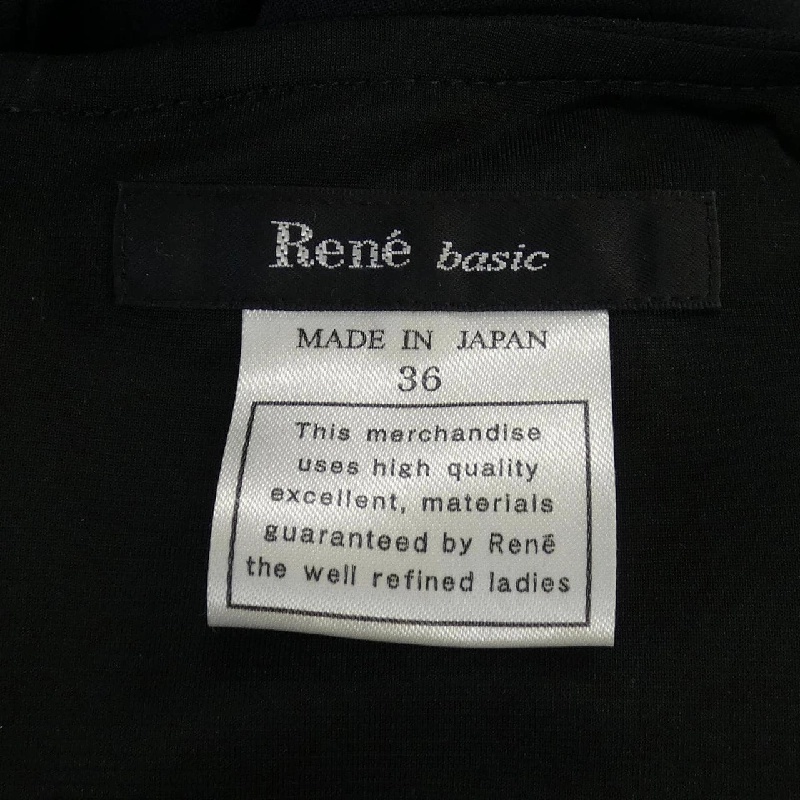 René basic
MADE IN JAPAN
36
This merchandise
uses high quality
excellent, materials
guaranteed by René
the well refined ladies